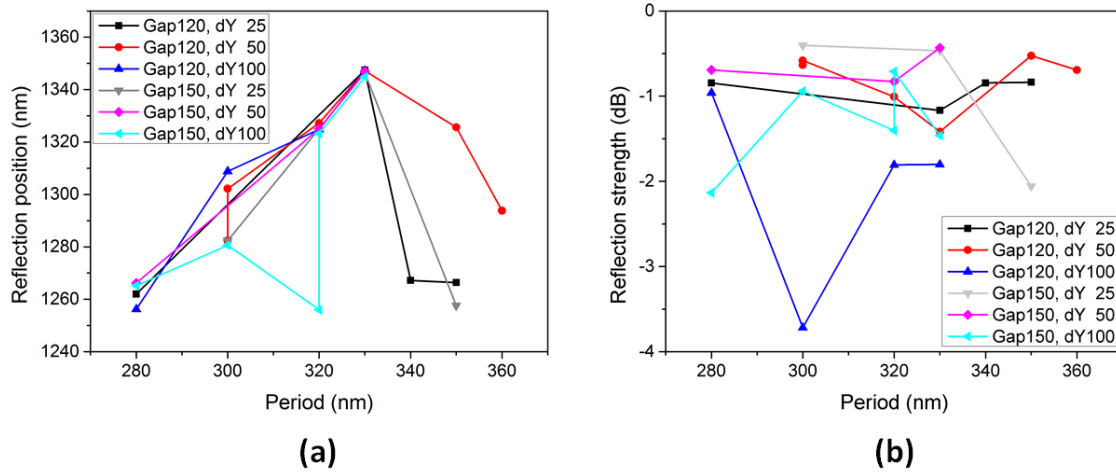 Gap120, dY 25
Gap120, dY 50
Gap120, dY100
Gap150, dY 25
Gap150, dY 50
Gap150, dY100
1360
1340
1320
1300
1280
1260
1240
Reflection position (nm)
280 300 320 340 360
Period (nm)
(a)
0
-1
-2
-3
-4
Reflection strength (dB)
Gap120, dY 25
Gap120, dY 50
Gap120, dY100
Gap150, dY 25
Gap150, dY 50
Gap150, dY100
280 300 320 340 360
Period (nm)
(b)